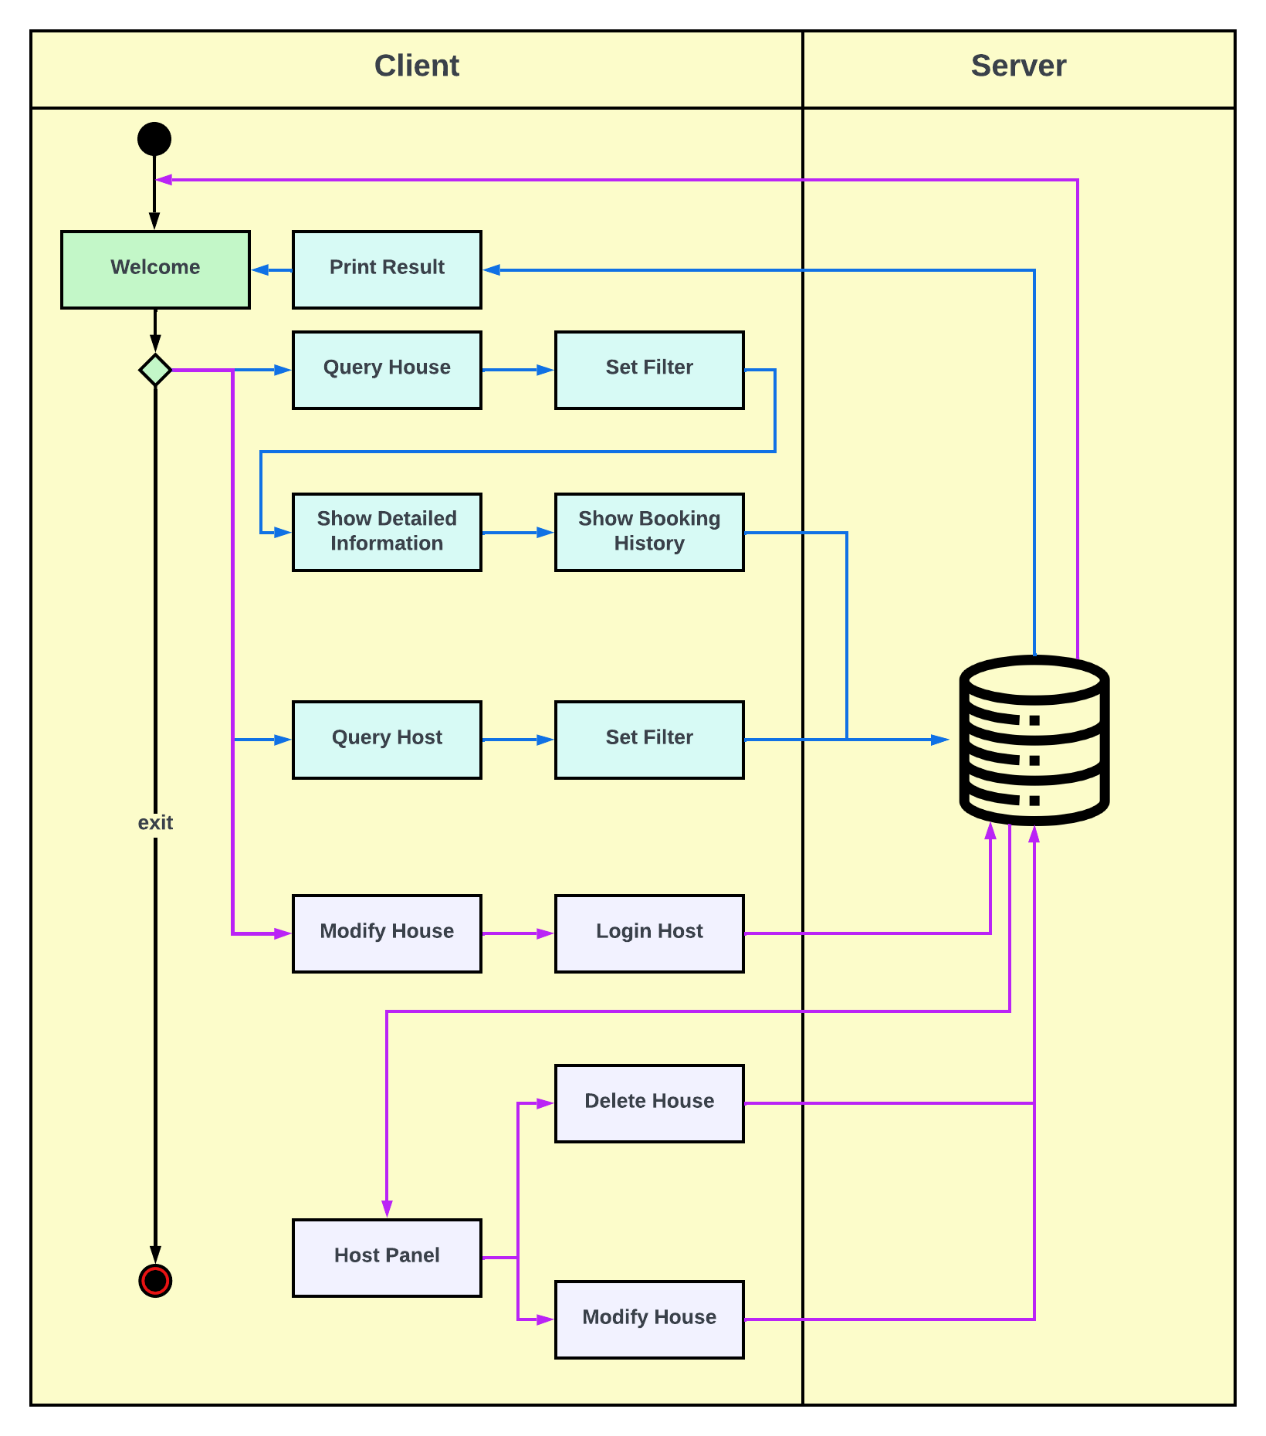 Client
Server
Welcome
Print Result
Query House
Set Filter
Show Detailed
Information
Show Booking
History
Query Host
Set Filter
exit
Modify House
Login Host
Delete House
Host Panel
Modify House